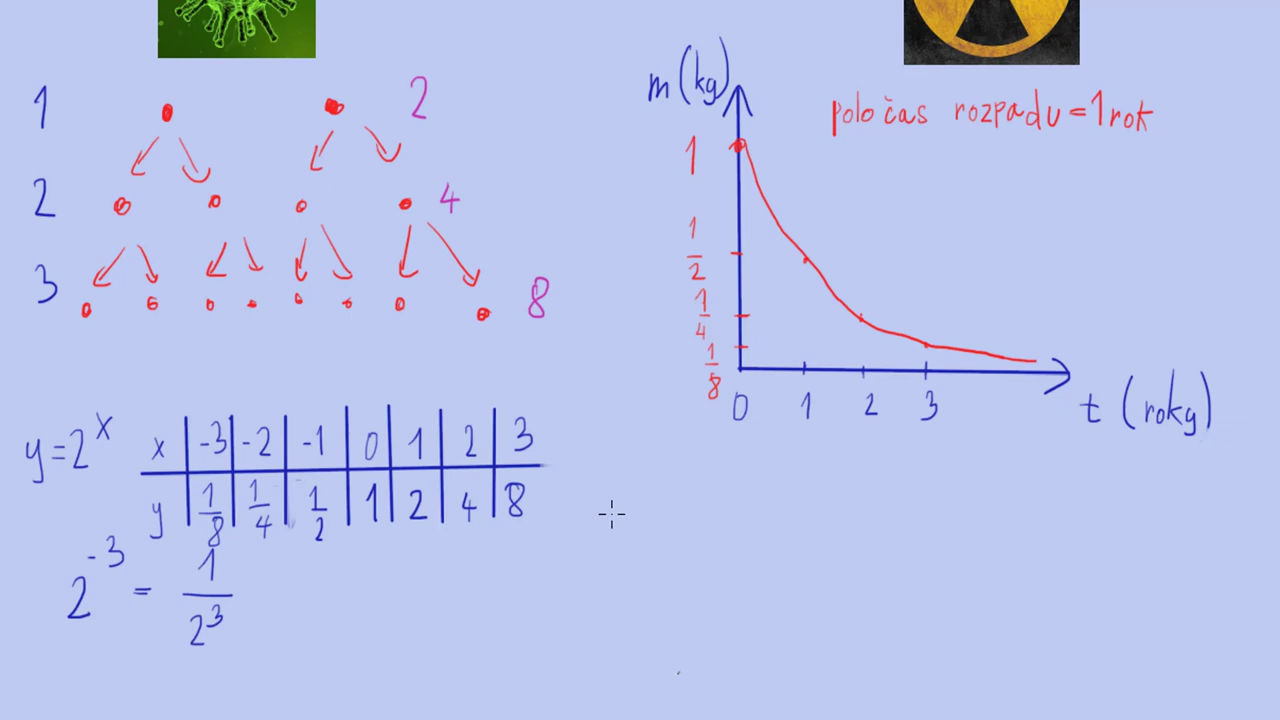 1 2
2 4
3 8
y=2^x
x -3 -2 -1 0 1 2 3
y 1/8 1/4 1/2 1 2 4 8
2^-3 = 1/2^3
m(kg)
poločas rozpadu=1rok
1
1/2
1/4
1/8
0 1 2 3
t (roky)